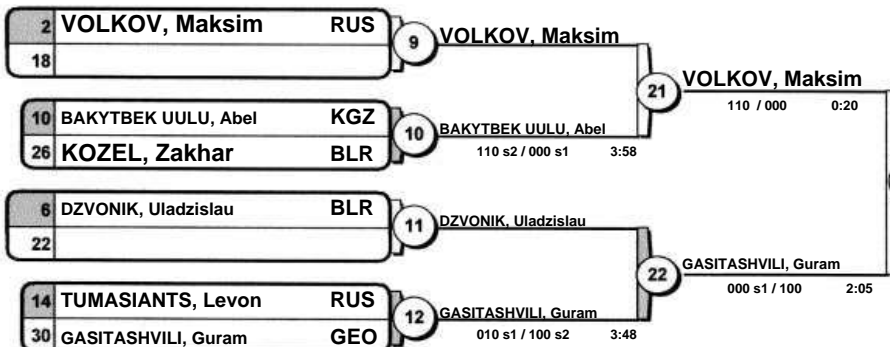 2 VOLKOV, Maksim RUS
18
9 VOLKOV, Maksim
10 BAKYTBEK UULU, Abel KGZ
26 KOZEL, Zakhar BLR
10 BAKYTBEK UULU, Abel
110 s2 / 000 s1 3:58
21 VOLKOV, Maksim
110 / 000 0:20
6 DZVONIK, Uladzislau BLR
22
11 DZVONIK, Uladzislau
14 TUMASIANTS, Levon RUS
30 GASITASHVILI, Guram GEO
12 GASITASHVILI, Guram
010 s1 / 100 s2 3:48
22 GASITASHVILI, Guram
000 s1 / 100 2:05